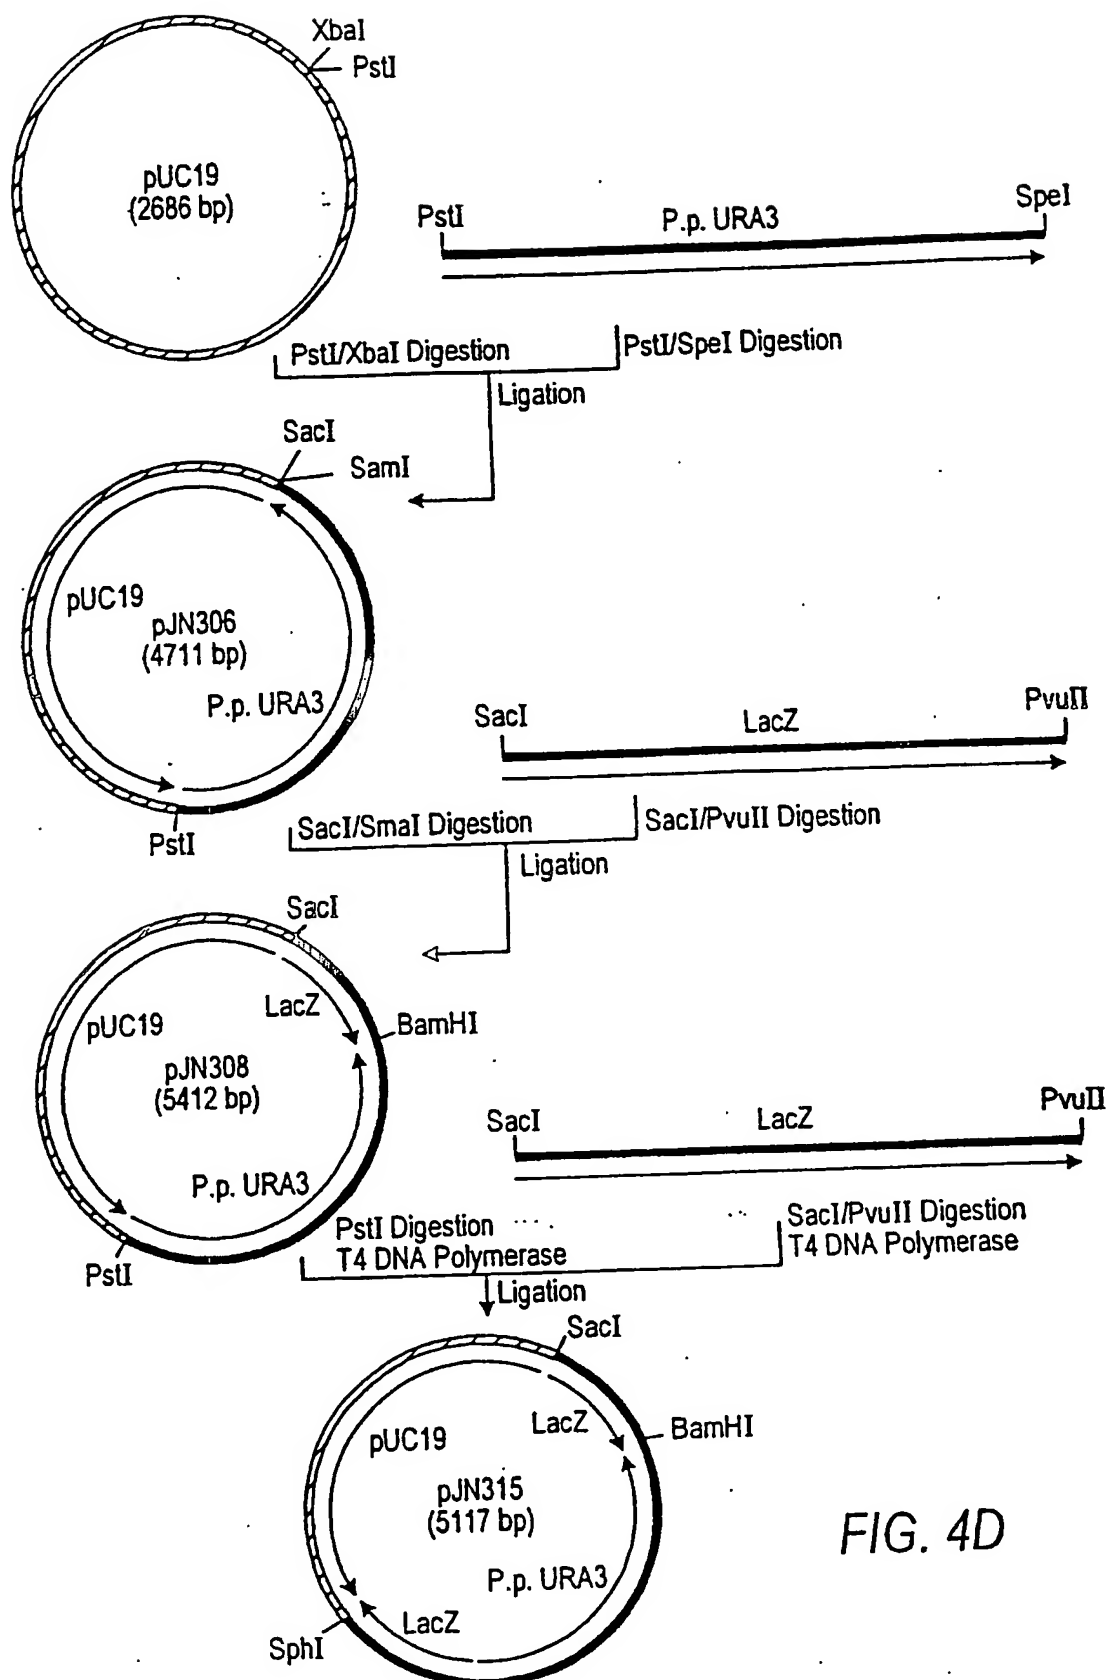 XbaI
PstI
pUC19
(2686 bp)
PstI
P.p. URA3
SpeI
PstI/XbaI Digestion
PstI/SpeI Digestion
Ligation
SacI
SamI
pUC19
pJN306
(4711 bp)
P.p. URA3
PstI
SacI
LacZ
PvuII
SacI/SmaI Digestion
SacI/PvuII Digestion
Ligation
SacI
LacZ
BamHI
pUC19
pJN308
(5412 bp)
P.p. URA3
PstI
SacI
LacZ
PvuII
PstI Digestion
T4 DNA Polymerase
SacI/PvuII Digestion
T4 DNA Polymerase
Ligation
SacI
LacZ
BamHI
pUC19
pJN315
(5117 bp)
P.p. URA3
LacZ
SphI
FIG. 4D